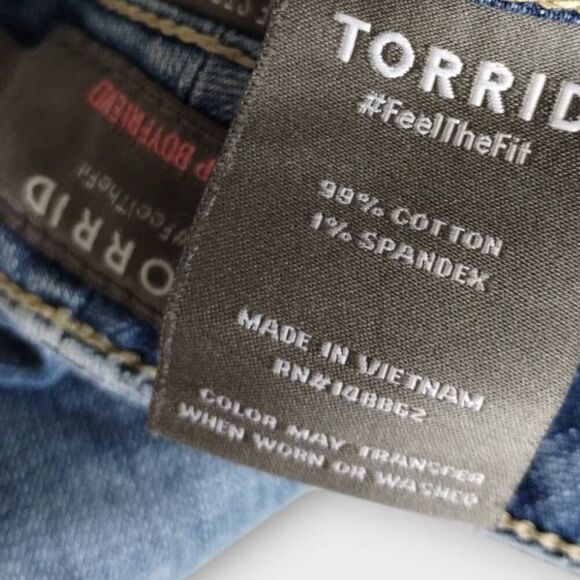 TORRID
#FeelTheFit
99% COTTON
1% SPANDEX
MADE IN VIETNAM
RN#148862
COLOR MAY TRANSFER
WHEN WORN OR WASHED
BOYFRIEND
#FeelTheFit
TORRID